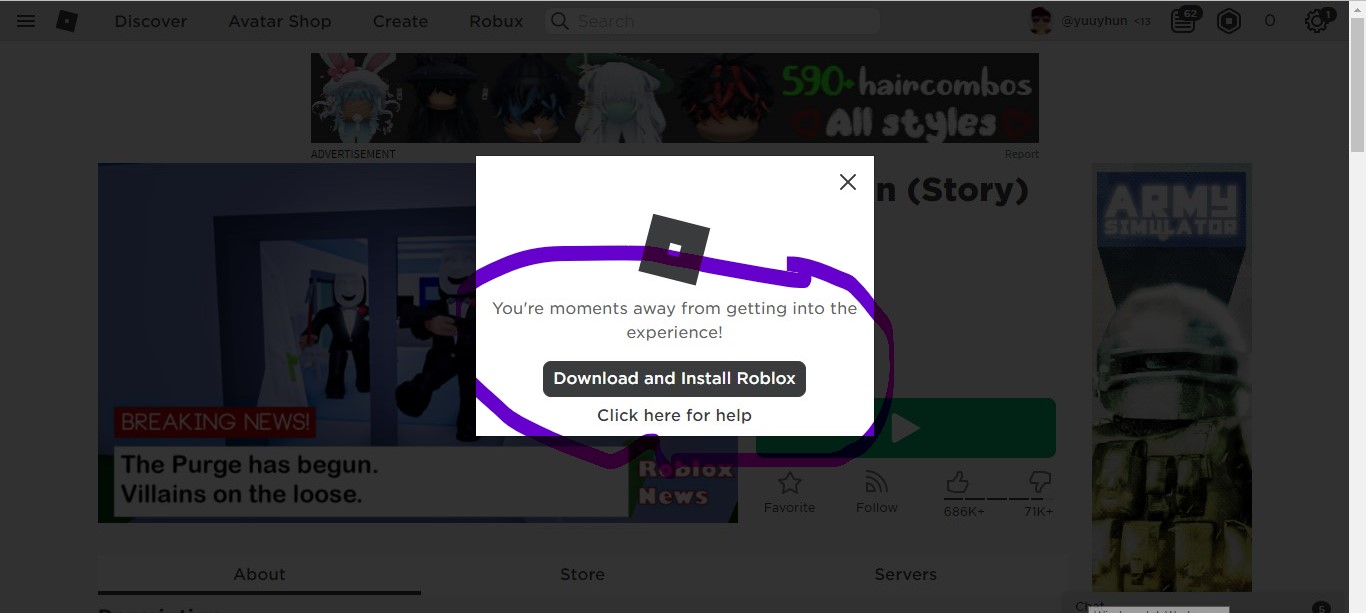 Discover
Avatar Shop
Create
Robux
Search
@yuuyhun <13
62
0
1
590+ haircombos
All styles
ADVERTISEMENT
Report
n (Story)
ARMY
SIMULATOR
You're moments away from getting into the
experience!
Download and Install Roblox
Click here for help
BREAKING NEWS!
The Purge has begun.
Villains on the loose.
Roblox
News
Favorite
Follow
686K+
71K+
About
Store
Servers
Chat
5